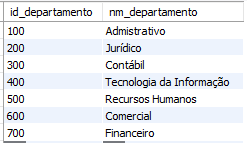 id_departamento nm_departamento
100 Admistrativo
200 Jurídico
300 Contábil
400 Tecnologia da Informação
500 Recursos Humanos
600 Comercial
700 Financeiro